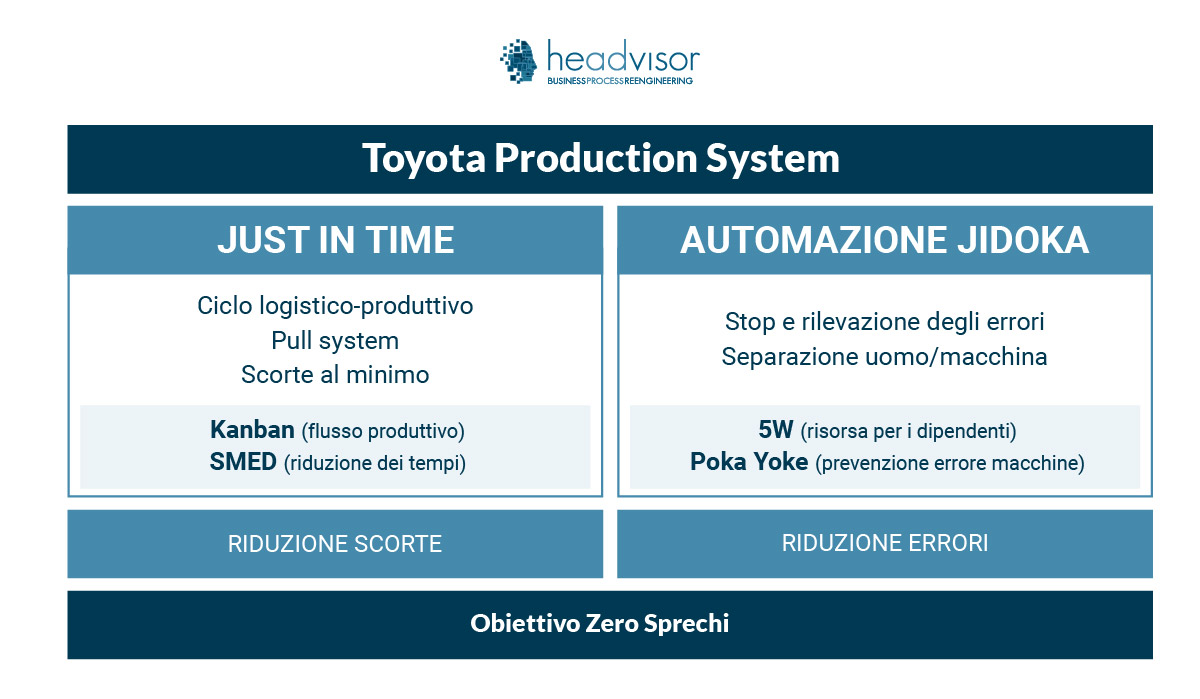 headvisor
BUSINESSPROCESSREENGINEERING
Toyota Production System
JUST IN TIME
Ciclo logistico-produttivo
Pull system
Scorte al minimo
Kanban (flusso produttivo)
SMED (riduzione dei tempi)
RIDUZIONE SCORTE
AUTOMAZIONE JIDOKA
Stop e rilevazione degli errori
Separazione uomo/macchina
5W (risorsa per i dipendenti)
Poka Yoke (prevenzione errore macchine)
RIDUZIONE ERRORI
Obiettivo Zero Sprechi